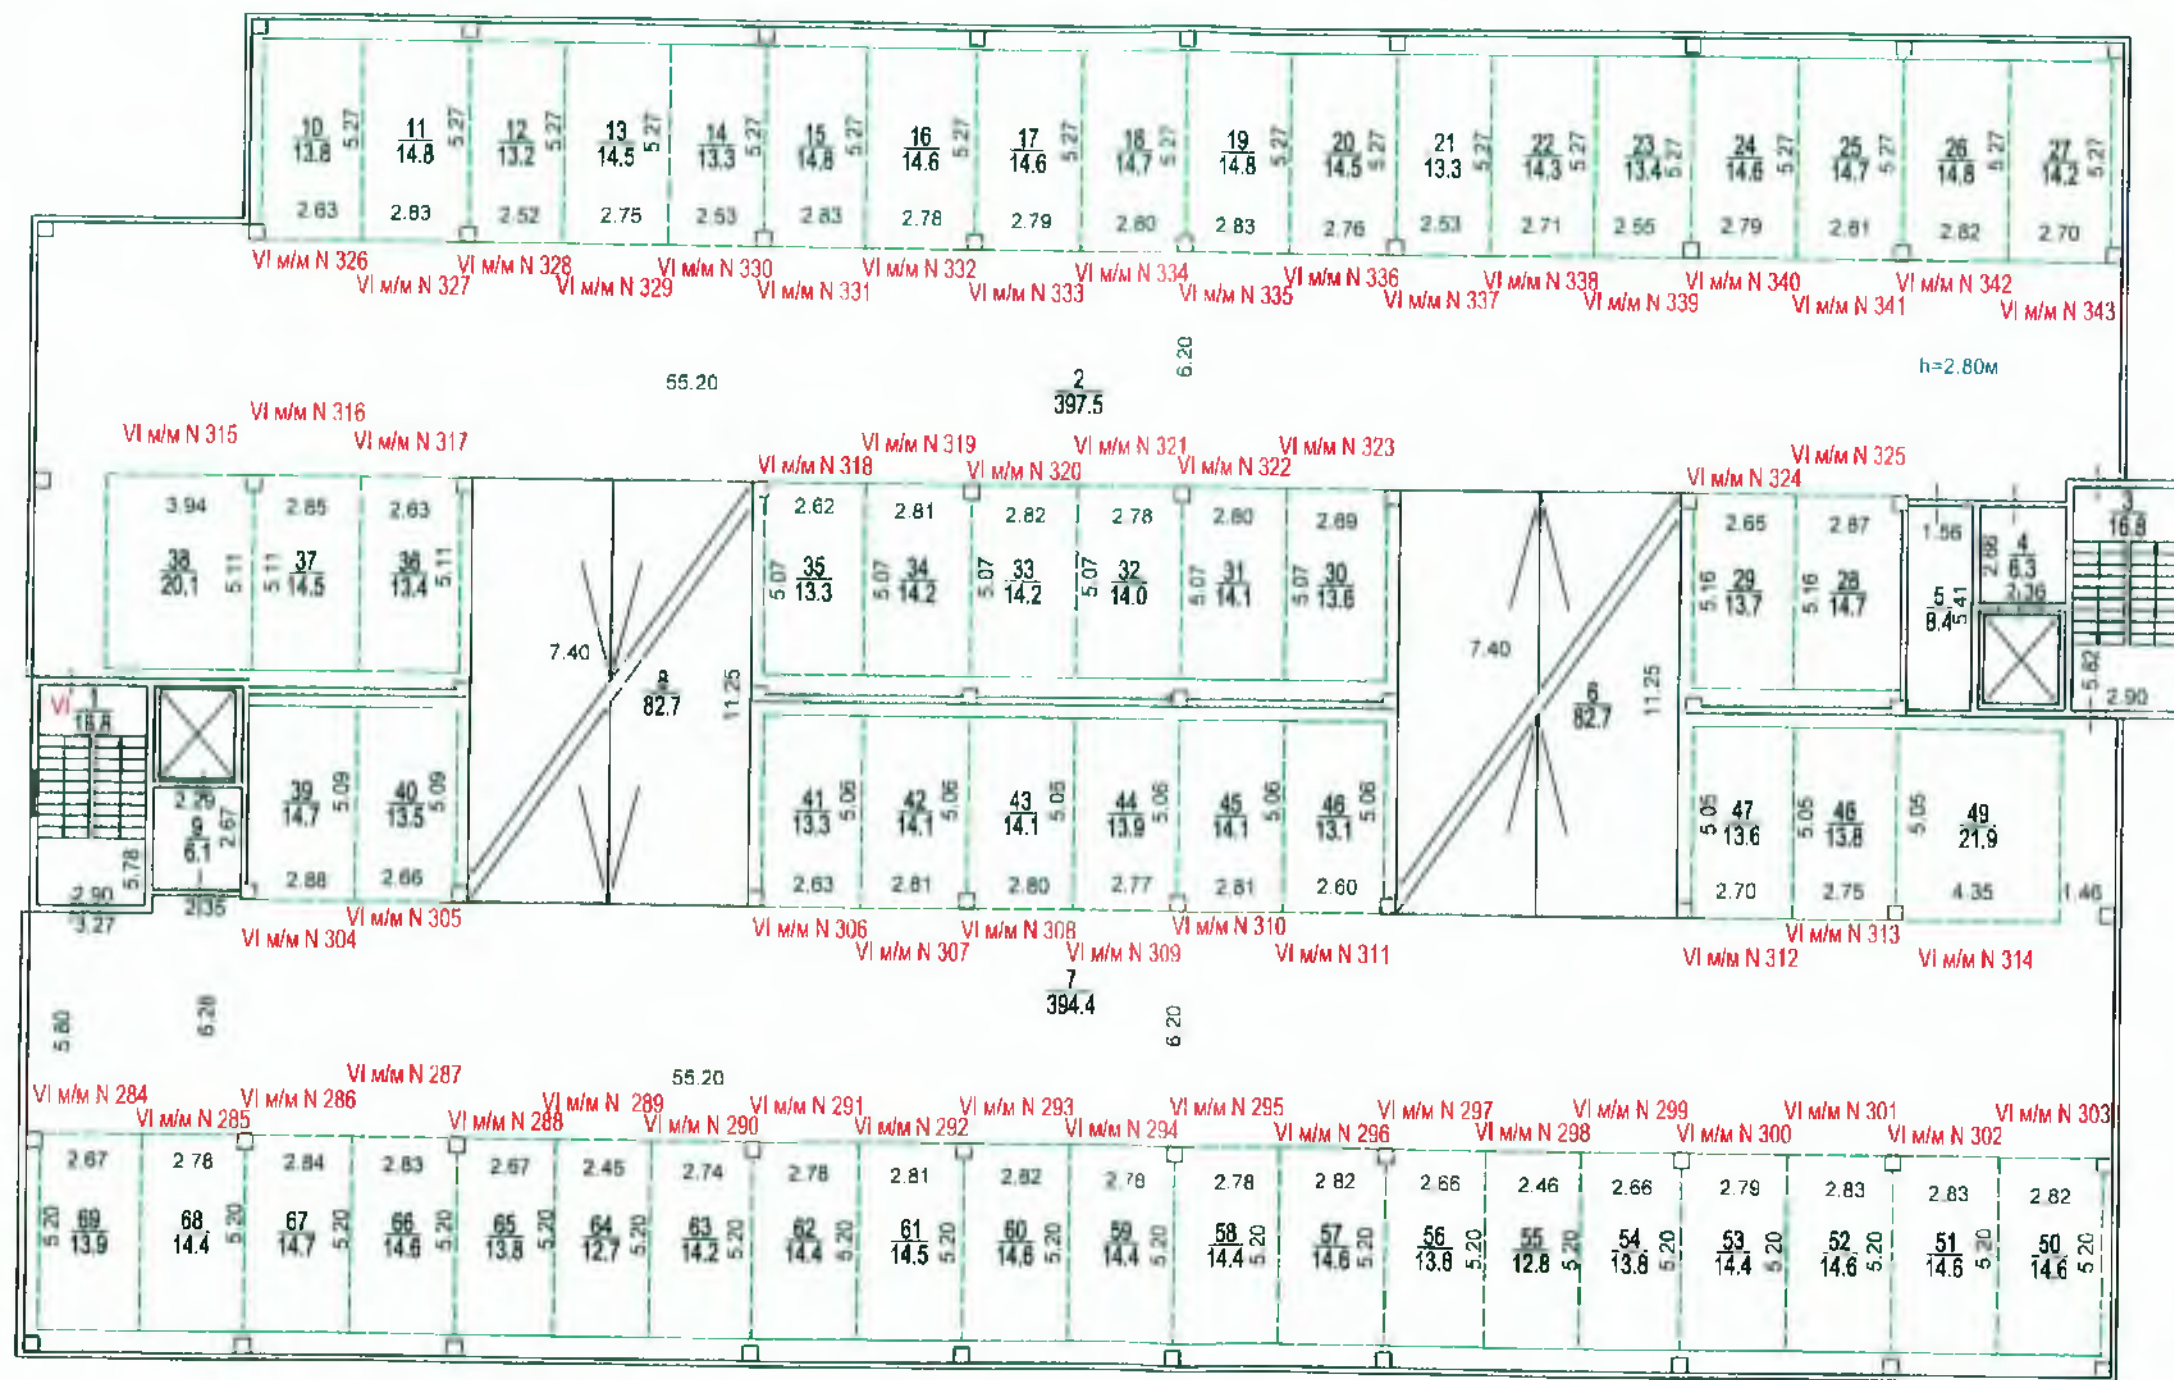 10 11 12 13 14 15 16 17 18 19 20 21 22 23 24 25 26 27
13.8 14.8 13.2 14.5 13.3 14.8 14.6 14.6 14.7 14.8 14.5 13.3 14.3 13.4 14.6 14.7 14.8 14.2
5.27 5.27 5.27 5.27 5.27 5.27 5.27 5.27 5.27 5.27 5.27 5.27 5.27 5.27 5.27 5.27 5.27
2.63 2.83 2.52 2.75 2.53 2.83 2.78 2.79 2.80 2.83 2.76 2.53 2.71 2.55 2.79 2.81 2.82 2.70
VI м/м N 326 VI м/м N 328 VI м/м N 330 VI м/м N 332 VI м/м N 334 VI м/м N 336 VI м/м N 338 VI м/м N 340 VI м/м N 342
VI м/м N 327 VI м/м N 329 VI м/м N 331 VI м/м N 333 VI м/м N 335 VI м/м N 337 VI м/м N 339 VI м/м N 341 VI м/м N 343
6.20
h=2.80м
55.20
2
397.5
VI м/м N 316
VI м/м N 315 VI м/м N 317 VI м/м N 319 VI м/м N 321 VI м/м N 323 VI м/м N 325
VI м/м N 318 VI м/м N 320 VI м/м N 322 VI м/м N 324
3.94 2.85 2.63 2.62 2.81 2.82 2.78 2.80 2.69 2.65 2.87 1.56
3
16.8
38 37 36 35 34 33 32 31 30 29 28
20.1 14.5 13.4 13.3 14.2 14.2 14.0 14.1 13.6 13.7 14.7
5.11 5.11 5.11 5.07 5.07 5.07 5.07 5.07 5.07 5.16 5.16
2.66
4
6.3
2.36
5
8.4
5.41
7.40 7.40
8
82.7
11.25
6
82.7
11.25
5.82
2.90
VI
1
16.8
39 40 41 42 43 44 45 46 47 48 49
14.7 13.5 13.3 14.1 14.1 13.9 14.1 13.1 13.6 13.8 21.9
5.09 5.09 5.06 5.06 5.06 5.06 5.06 5.06 5.05 5.05 5.05
2.29
9
6.1
2.67
5.78
2.90
2.35
3.27
2.88 2.66 2.63 2.81 2.80 2.77 2.81 2.60 2.70 2.75 4.35 1.46
VI м/м N 305 VI м/м N 306 VI м/м N 308 VI м/м N 310 VI м/м N 313
VI м/м N 304 VI м/м N 307 VI м/м N 309 VI м/м N 311 VI м/м N 312 VI м/м N 314
7
394.4
5.80 6.28 6.20
55.20
VI м/м N 287
VI м/м N 284 VI м/м N 286 VI м/м N 289 VI м/м N 291 VI м/м N 293 VI м/м N 295 VI м/м N 297 VI м/м N 299 VI м/м N 301 VI м/м N 303
VI м/м N 285 VI м/м N 288 VI м/м N 290 VI м/м N 292 VI м/м N 294 VI м/м N 296 VI м/м N 298 VI м/м N 300 VI м/м N 302
2.67 2.78 2.84 2.83 2.67 2.45 2.74 2.78 2.81 2.82 2.78 2.78 2.82 2.66 2.46 2.66 2.79 2.83 2.83 2.82
69 68 67 66 65 64 63 62 61 60 59 58 57 56 55 54 53 52 51 50
13.9 14.4 14.7 14.6 13.8 12.7 14.2 14.4 14.5 14.6 14.4 14.4 14.6 13.8 12.8 13.8 14.4 14.6 14.6 14.6
5.20 5.20 5.20 5.20 5.20 5.20 5.20 5.20 5.20 5.20 5.20 5.20 5.20 5.20 5.20 5.20 5.20 5.20 5.20 5.20